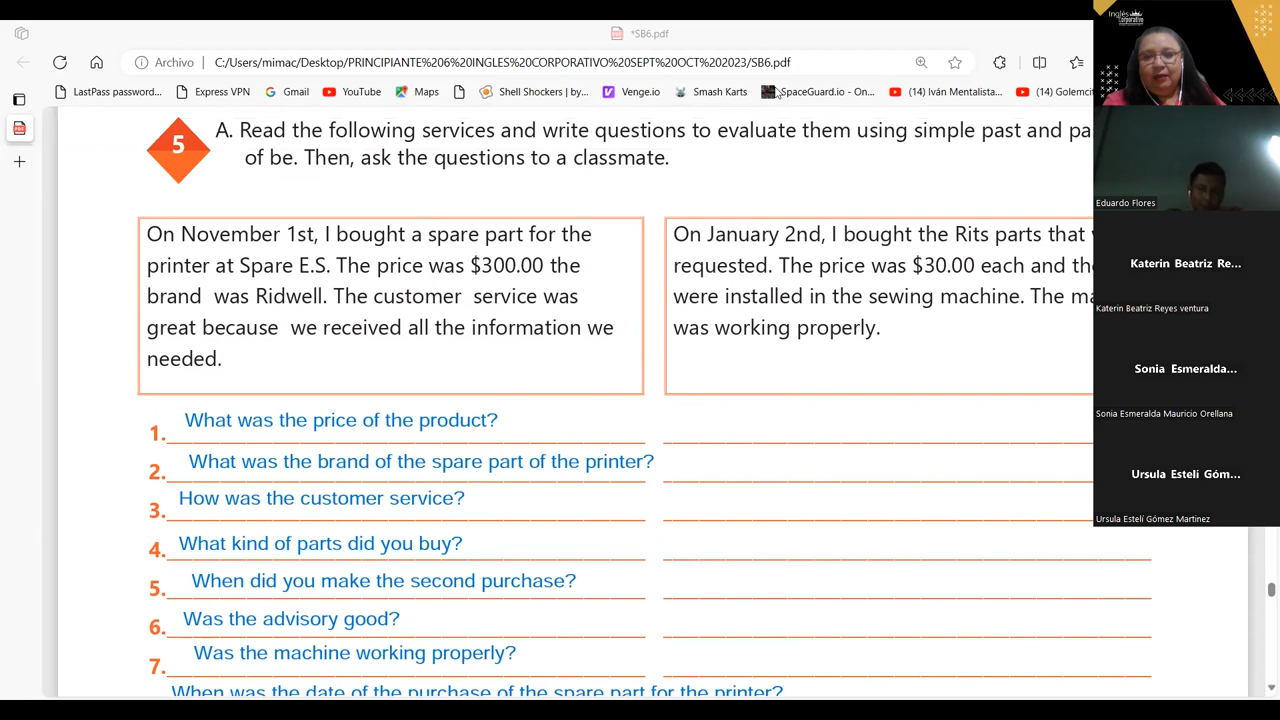 *SB6.pdf
Archivo C:/Users/mimac/Desktop/PRINCIPIANTE%206%20INGLES%20CORPORATIVO%20SEPT%20OCT%202023/SB6.pdf
LastPass password... Express VPN Gmail YouTube Maps Shell Shockers | by... Venge.io Smash Karts SpaceGuard.io - On... (14) Iván Mentalista... (14) Golemcit
5
A. Read the following services and write questions to evaluate them using simple past and pa
of be. Then, ask the questions to a classmate.
On November 1st, I bought a spare part for the
printer at Spare E.S. The price was $300.00 the
brand was Ridwell. The customer service was
great because we received all the information we
needed.
On January 2nd, I bought the Rits parts that
requested. The price was $30.00 each and the
were installed in the sewing machine. The ma
was working properly.
1. What was the price of the product?
2. What was the brand of the spare part of the printer?
3. How was the customer service?
4. What kind of parts did you buy?
5. When did you make the second purchase?
6. Was the advisory good?
7. Was the machine working properly?
When was the date of the purchase of the spare part for the printer?
Inglés
Corporativo
Eduardo Flores
Katerin Beatriz Re...
Katerin Beatriz Reyes ventura
Sonia Esmeralda...
Sonia Esmeralda Mauricio Orellana
Ursula Estelí Góm...
Ursula Estelí Gómez Martinez